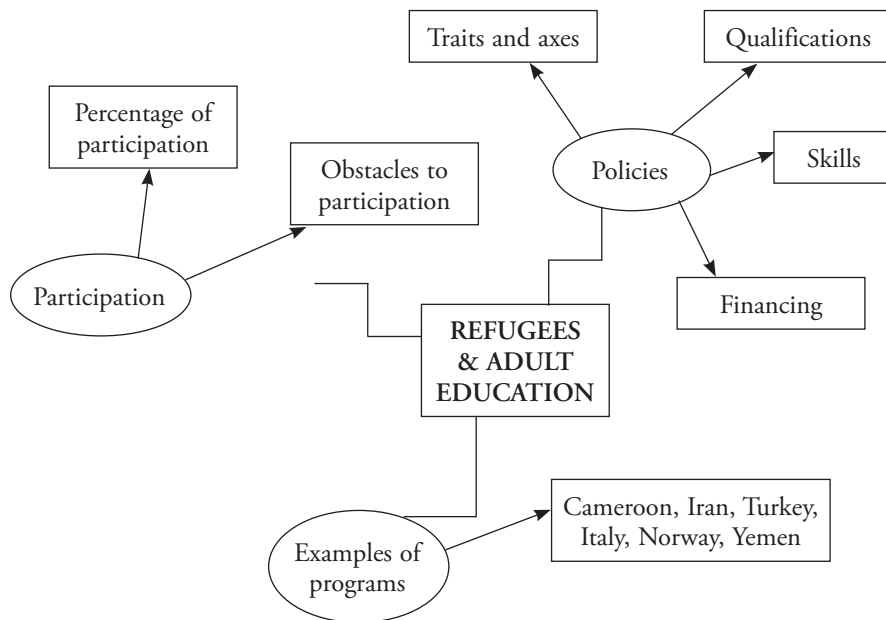 Traits and axes
Qualifications
Percentage of
participation
Obstacles to
participation
Policies
Skills
Participation
Financing
REFUGEES
& ADULT
EDUCATION
Cameroon, Iran, Turkey,
Italy, Norway, Yemen
Examples of
programs